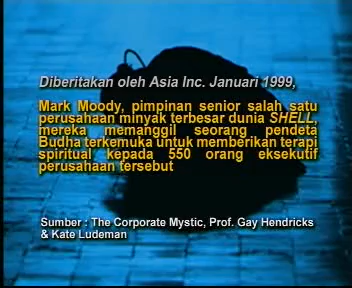 Diberitakan oleh Asia Inc. Januari 1999,
Mark Moody, pimpinan senior salah satu
perusahaan minyak terbesar dunia SHELL,
mereka memanggil seorang pendeta
Budha terkemuka untuk memberikan terapi
spiritual kepada 550 orang eksekutif
perusahaan tersebut
Sumber : The Corporate Mystic, Prof. Gay Hendricks
& Kate Ludeman